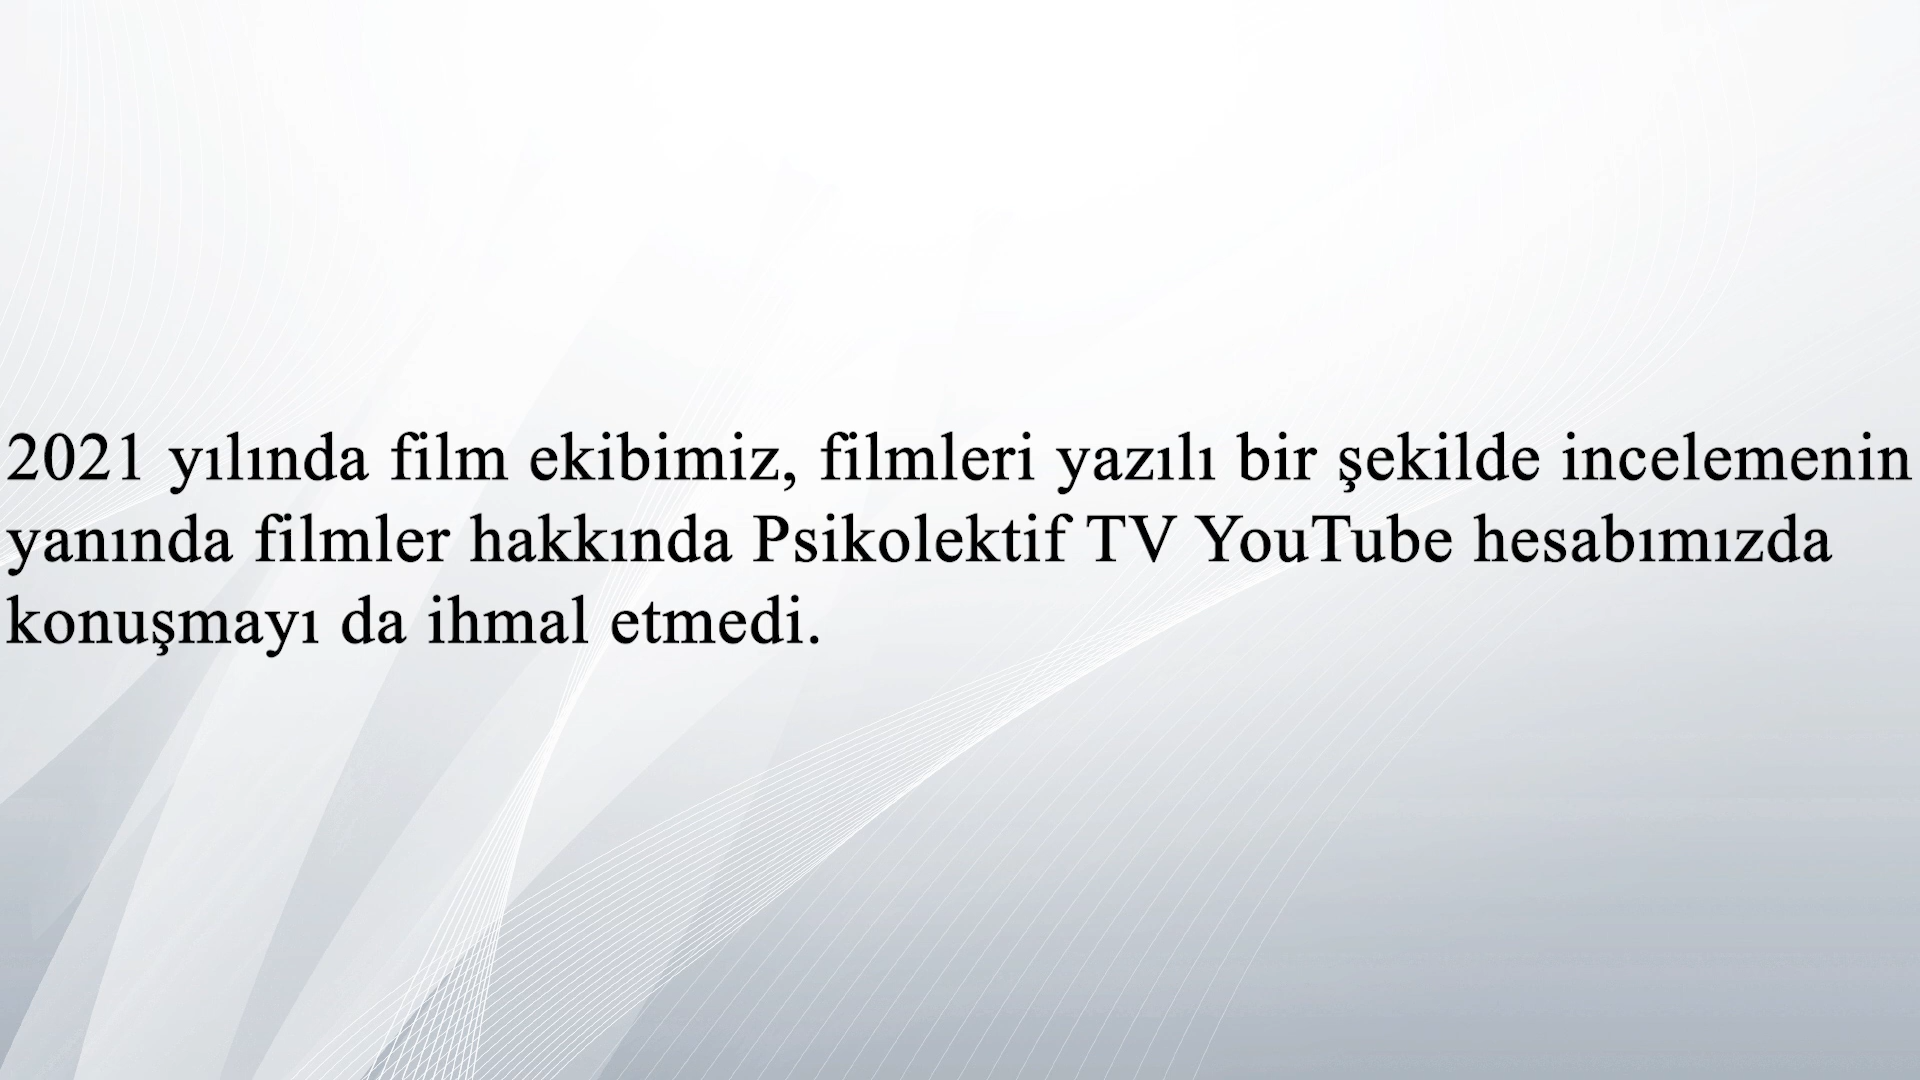 2021 yılında film ekibimiz, filmleri yazılı bir şekilde incelemenin
yanında filmler hakkında Psikolektif TV YouTube hesabımızda
konuşmayı da ihmal etmedi.